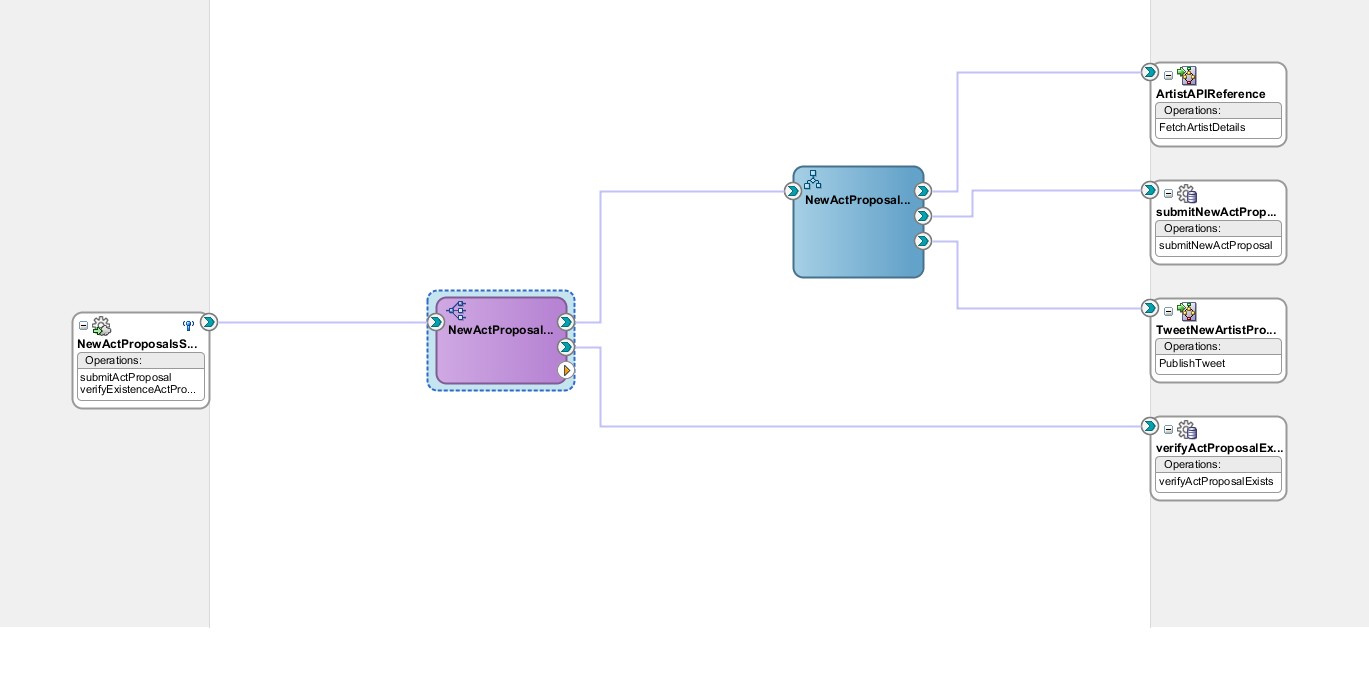 NewActProposalsS...
Operations:
submitActProposal
verifyExistenceActPro...
NewActProposal...
NewActProposal...
ArtistAPIReference
Operations:
FetchArtistDetails
submitNewActProp...
Operations:
submitNewActProposal
TweetNewArtistPro...
Operations:
PublishTweet
verifyActProposalEx...
Operations:
verifyActProposalExists